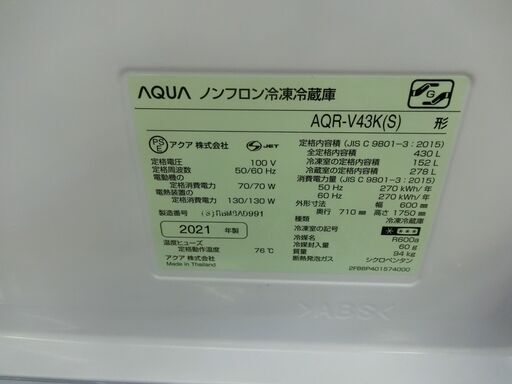 AQUA ノンフロン冷凍冷蔵庫
G
AQR-V43K(S) 形
PS
E
アクア 株式会社
S JET
定格電圧 100 V
定格周波数 50/60 Hz
電動機の
定格消費電力 70/70 W
電熱装置の
定格消費電力 130/130 W
製造番号
2021 年製
温度ヒューズ
定格動作温度 76℃
アクア 株式会社
Made in Thailand
定格内容積 (JIS C 9801-3 : 2015)
全定格内容積 430 L
冷凍室の定格内容積 152 L
冷蔵室の定格内容積 278 L
消費電力量 (JIS C 9801-3 : 2015)
50 Hz 270 kWh/年
60 Hz 270 kWh/年
外形寸法 幅 600 mm
奥行 710 mm 高さ 1750 mm
種類 冷凍冷蔵庫
冷凍室の記号
冷媒名 R600a
冷媒封入量 60 g
質量 94 kg
断熱発泡ガス シクロペンタン
2FB8P401574000
>ABS<